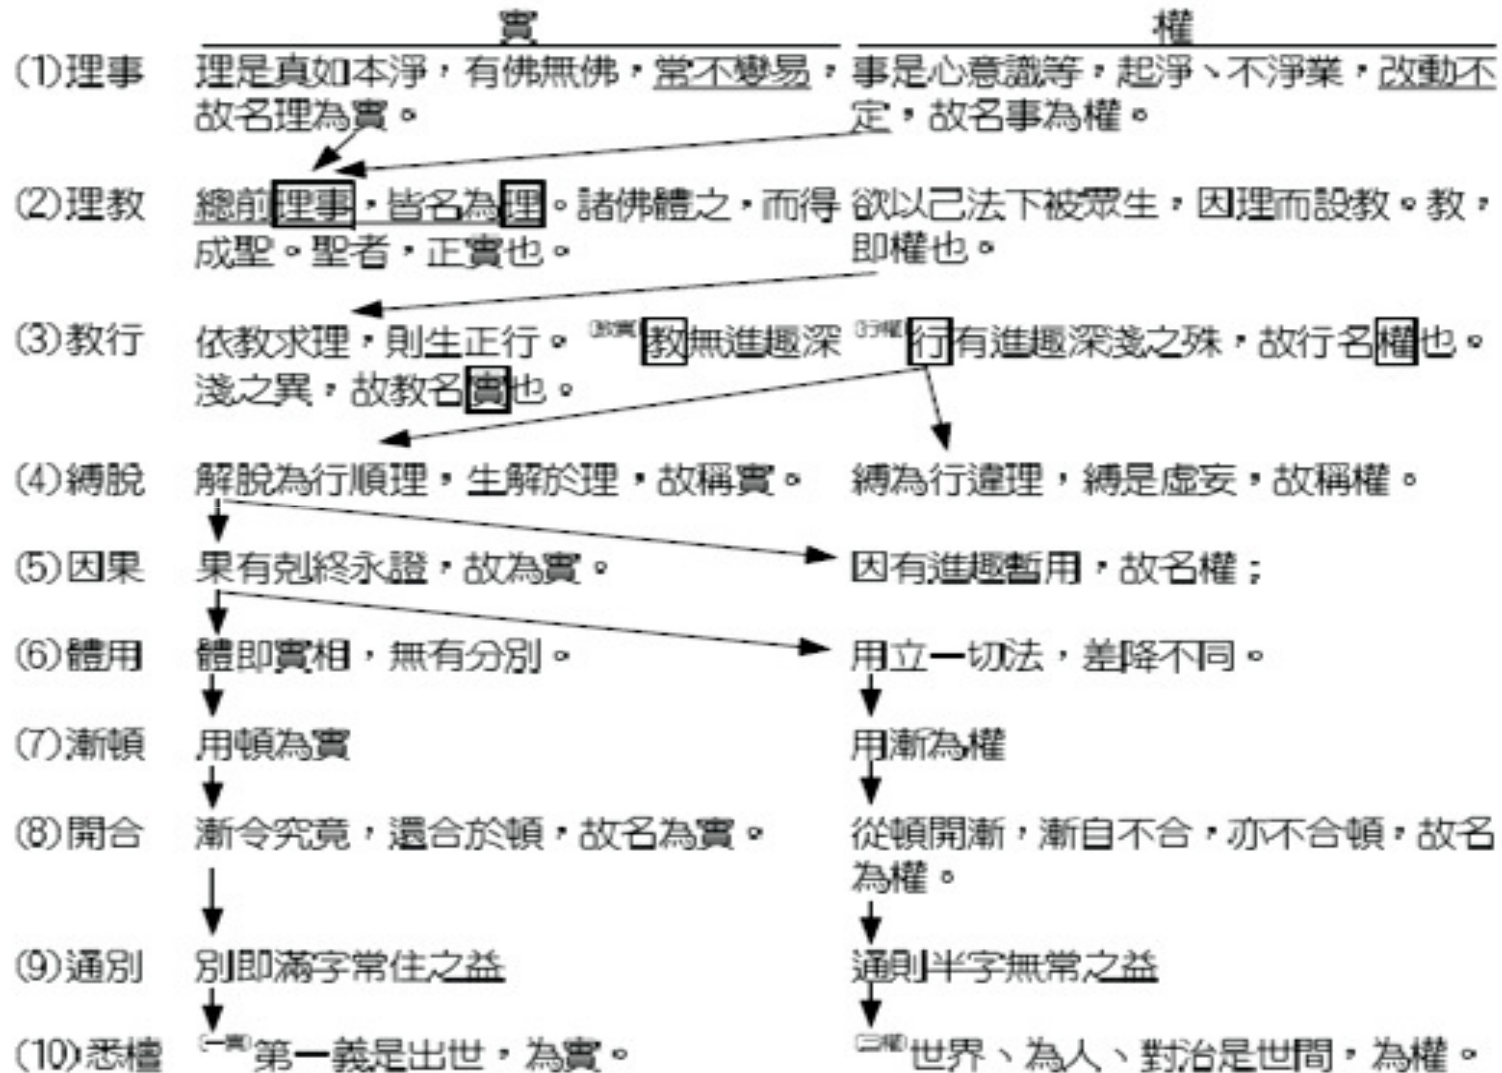 實 權
(1)理事 理是真如本淨，有佛無佛，常不變易， 事是心意識等，起淨、不淨業，改動不
故名理為實。 定，故名事為權。
(2)理教 總前理事，皆名為理。諸佛體之，而得 欲以己法下被眾生，因理而設教。教，
成聖。聖者，正實也。 即權也。
(3)教行 依教求理，則生正行。〔教實〕教無進趣深 〔行權〕行有進趣深淺之殊，故行名權也。
淺之異，故教名實也。
(4)縛脫 解脫為行順理，生解於理，故稱實。 縛為行違理，縛是虛妄，故稱權。
(5)因果 果有剋終永證，故為實。 因有進趣暫用，故名權；
(6)體用 體即實相，無有分別。 用立一切法，差降不同。
(7)漸頓 用頓為實 用漸為權
(8)開合 漸令究竟，還合於頓，故名為實。 從頓開漸，漸自不合，亦不合頓，故名
為權。
(9)通別 別即滿字常住之益 通則半字無常之益
(10)悉檀 〔一實〕第一義是出世，為實。 〔三權〕世界、為人、對治是世間，為權。